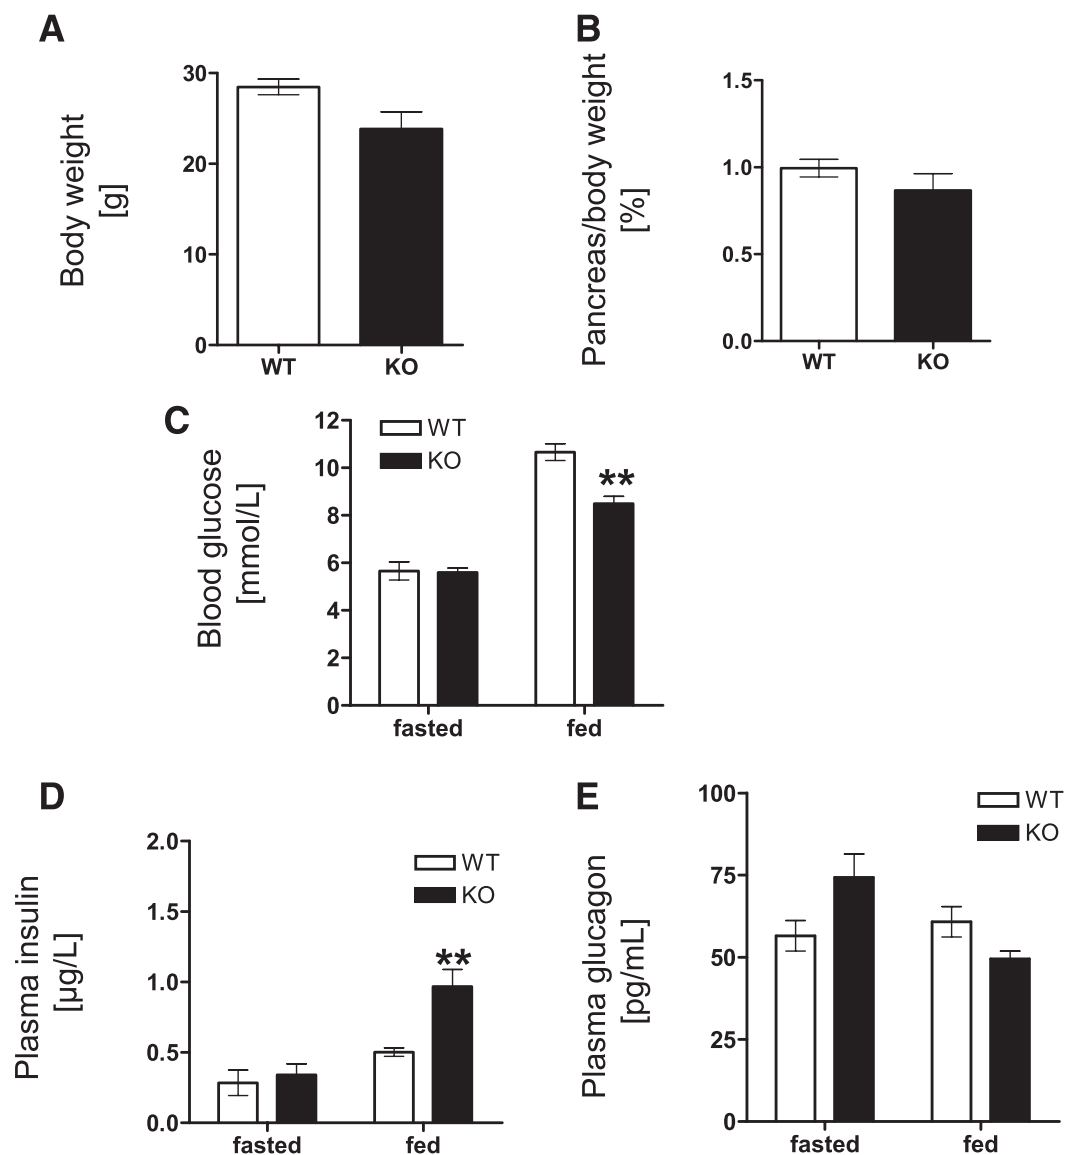 A
Body weight
[g]
30
20
10
0
WT
KO
B
Pancreas/body weight
[%]
1.5
1.0
0.5
0.0
WT
KO
C
Blood glucose
[mmol/L]
12
10
8
6
4
2
0
WT
KO
**
fasted
fed
D
Plasma insulin
[µg/L]
2.0
1.5
1.0
0.5
0.0
WT
KO
**
fasted
fed
E
Plasma glucagon
[pg/mL]
100
75
50
25
0
WT
KO
fasted
fed